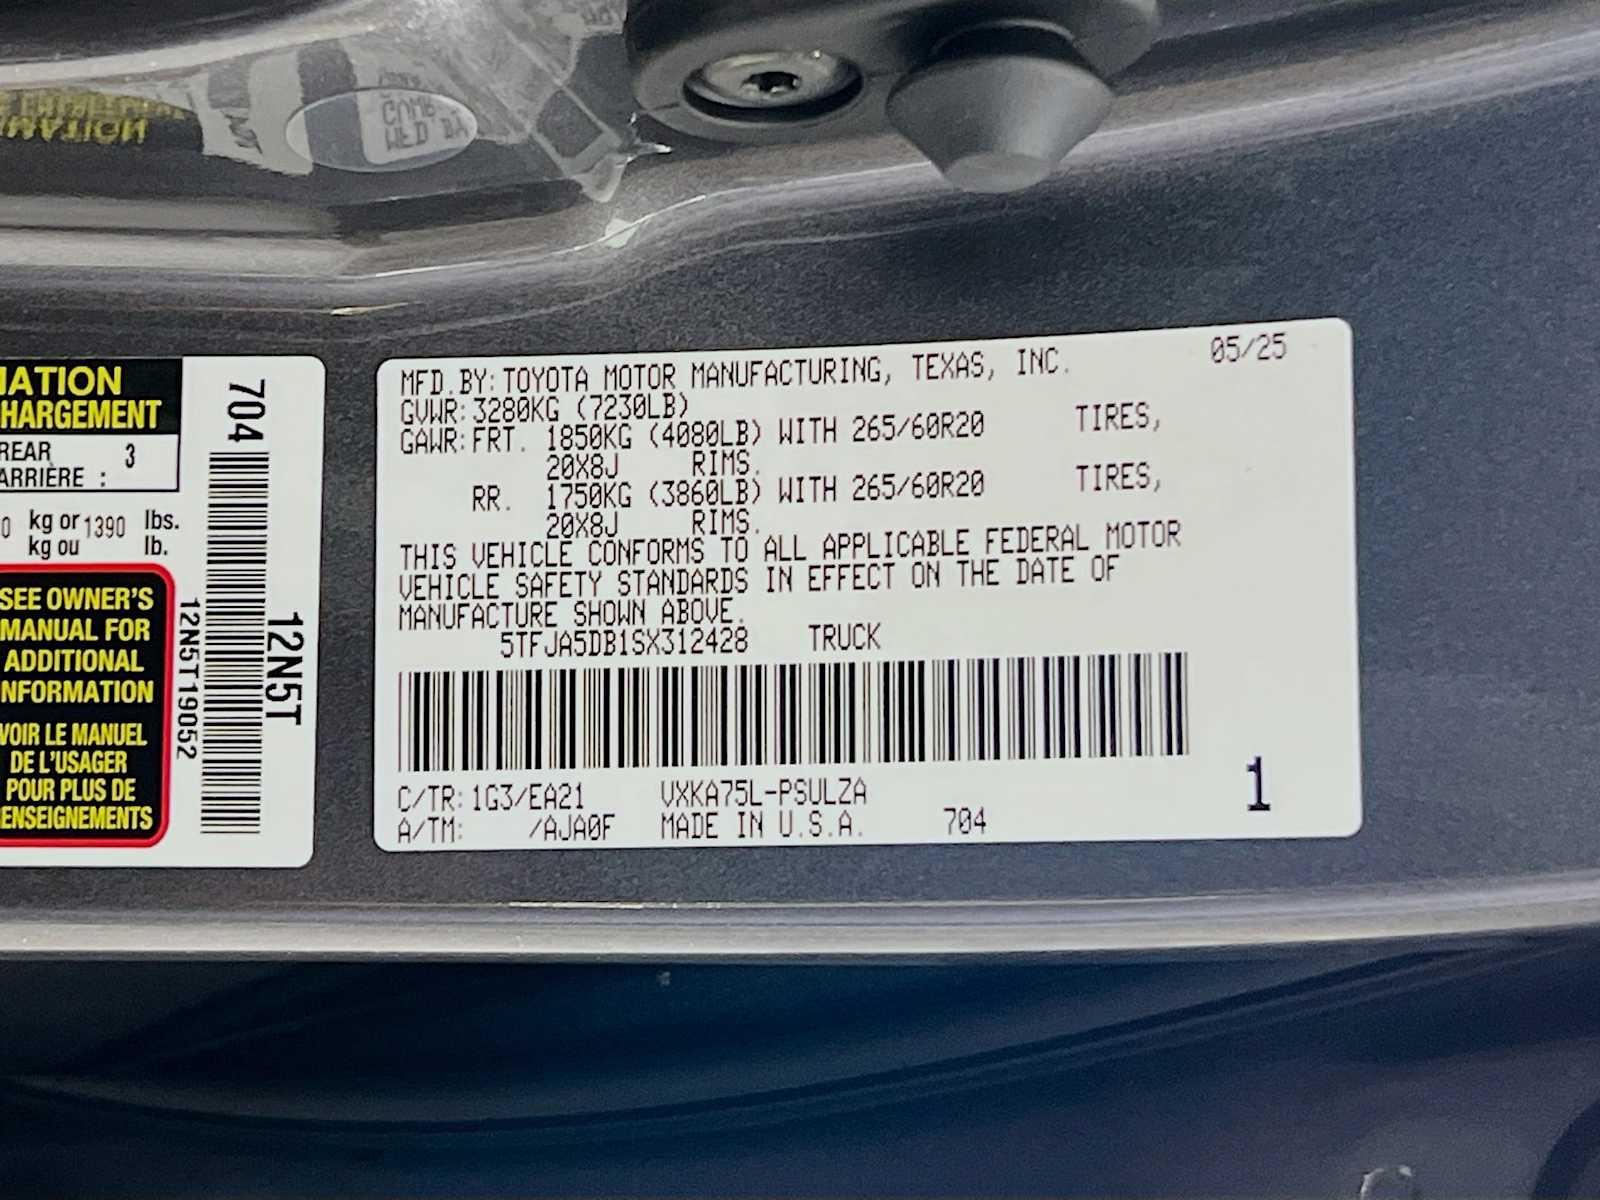 NATION
CHARGEMENT
REAR 3
ARRIÈRE :
0 kg or 1390 lbs.
kg ou lb.
SEE OWNER'S
MANUAL FOR
ADDITIONAL
INFORMATION
VOIR LE MANUEL
DE L'USAGER
POUR PLUS DE
RENSEIGNEMENTS
704
12N5T19052
12N5T
MFD.BY: TOYOTA MOTOR MANUFACTURING, TEXAS, INC. 05/25
GVWR: 3280KG (7230LB)
GAWR: FRT. 1850KG (4080LB) WITH 265/60R20 TIRES,
20X8J RIMS.
RR. 1750KG (3860LB) WITH 265/60R20 TIRES,
20X8J RIMS.
THIS VEHICLE CONFORMS TO ALL APPLICABLE FEDERAL MOTOR
VEHICLE SAFETY STANDARDS IN EFFECT ON THE DATE OF
MANUFACTURE SHOWN ABOVE.
5TFJA5DB1SX312428 TRUCK
C/TR: 1G3/EA21 VXKA75L-PSULZA
A/TM: /AJA0F MADE IN U.S.A. 704
1